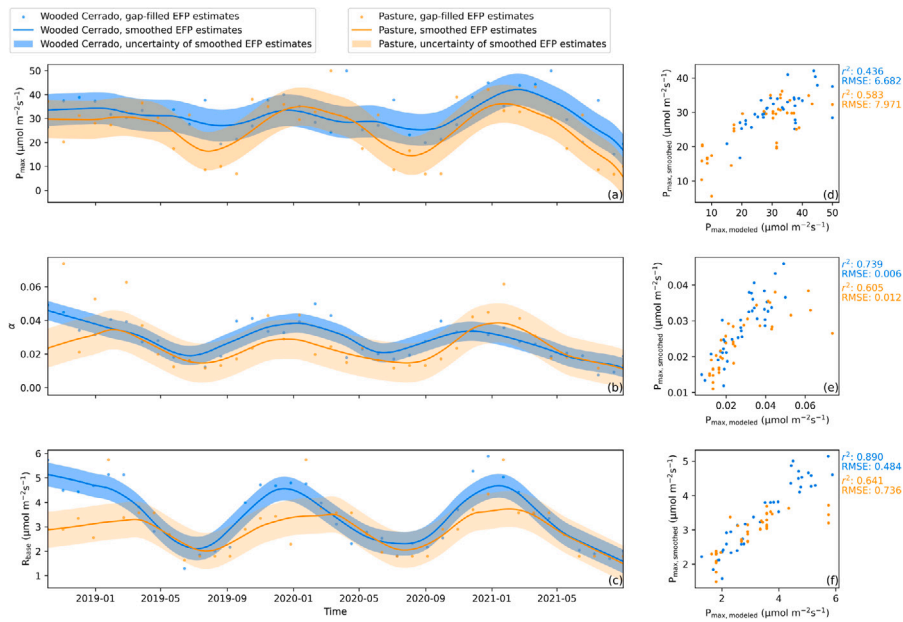 Wooded Cerrado, gap-filled EFP estimates
Wooded Cerrado, smoothed EFP estimates
Wooded Cerrado, uncertainty of smoothed EFP estimates
Pasture, gap-filled EFP estimates
Pasture, smoothed EFP estimates
Pasture, uncertainty of smoothed EFP estimates
Pmax (μmol m⁻²s⁻¹)
50
40
30
20
10
0
(a)
Pmax, smoothed (μmol m⁻²s⁻¹)
40
30
20
10
10 20 30 40 50
Pmax, modeled (μmol m⁻²s⁻¹)
(d)
r²: 0.436
RMSE: 6.682
r²: 0.583
RMSE: 7.971
α
0.06
0.04
0.02
0.00
(b)
Pmax, smoothed (μmol m⁻²s⁻¹)
0.04
0.03
0.02
0.01
0.02 0.04 0.06
Pmax, modeled (μmol m⁻²s⁻¹)
(e)
r²: 0.739
RMSE: 0.006
r²: 0.605
RMSE: 0.012
Rbase (μmol m⁻²s⁻¹)
6
5
4
3
2
1
(c)
2019-01 2019-05 2019-09 2020-01 2020-05 2020-09 2021-01 2021-05
Time
Pmax, smoothed (μmol m⁻²s⁻¹)
5
4
3
2
2 4 6
Pmax, modeled (μmol m⁻²s⁻¹)
(f)
r²: 0.890
RMSE: 0.484
r²: 0.641
RMSE: 0.736